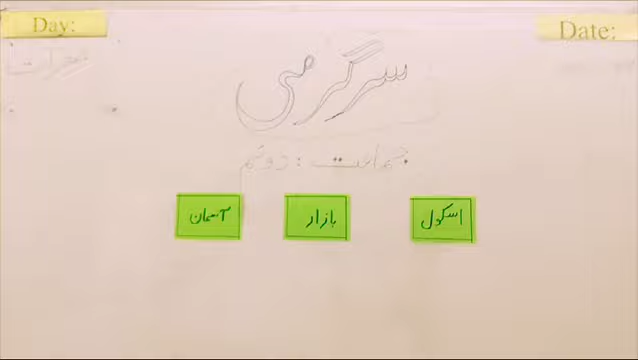 Day: Date:
سرگرمی
جماعت : دوئم
اسکول بازار آسمان